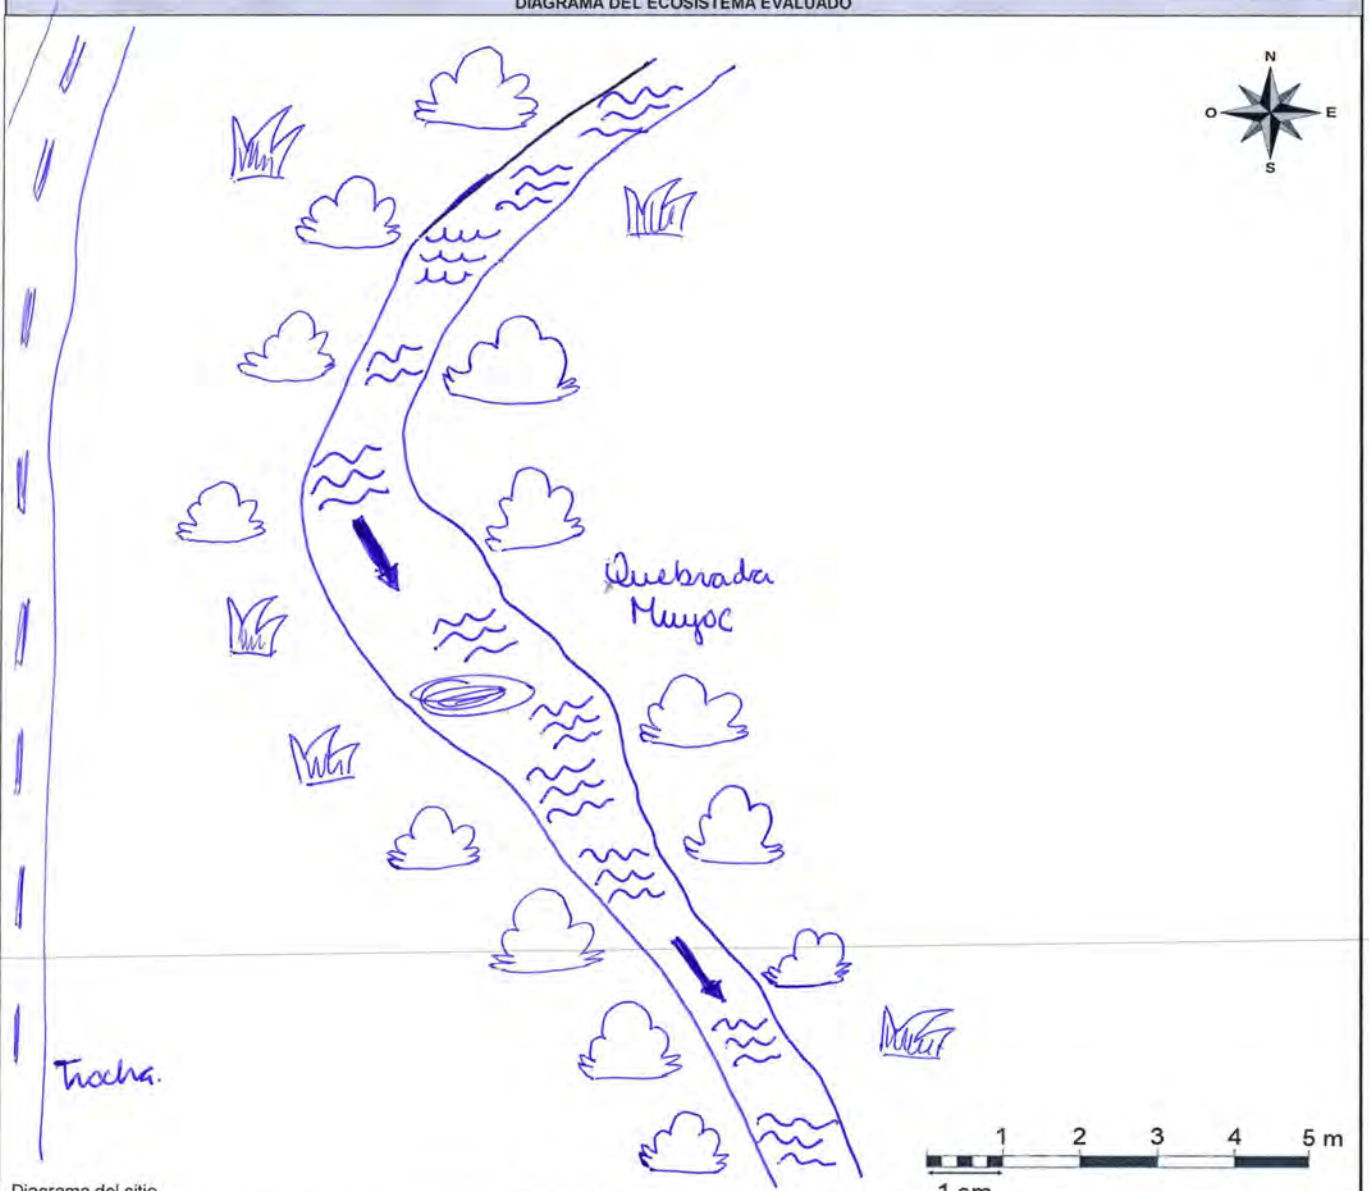 DIAGRAMA DEL ECOSISTEMA EVALUADO
N
O E
S
Quebrada
Muyoc
Trocha.
1 2 3 4 5 m
1 cm
Diagrama del sitio